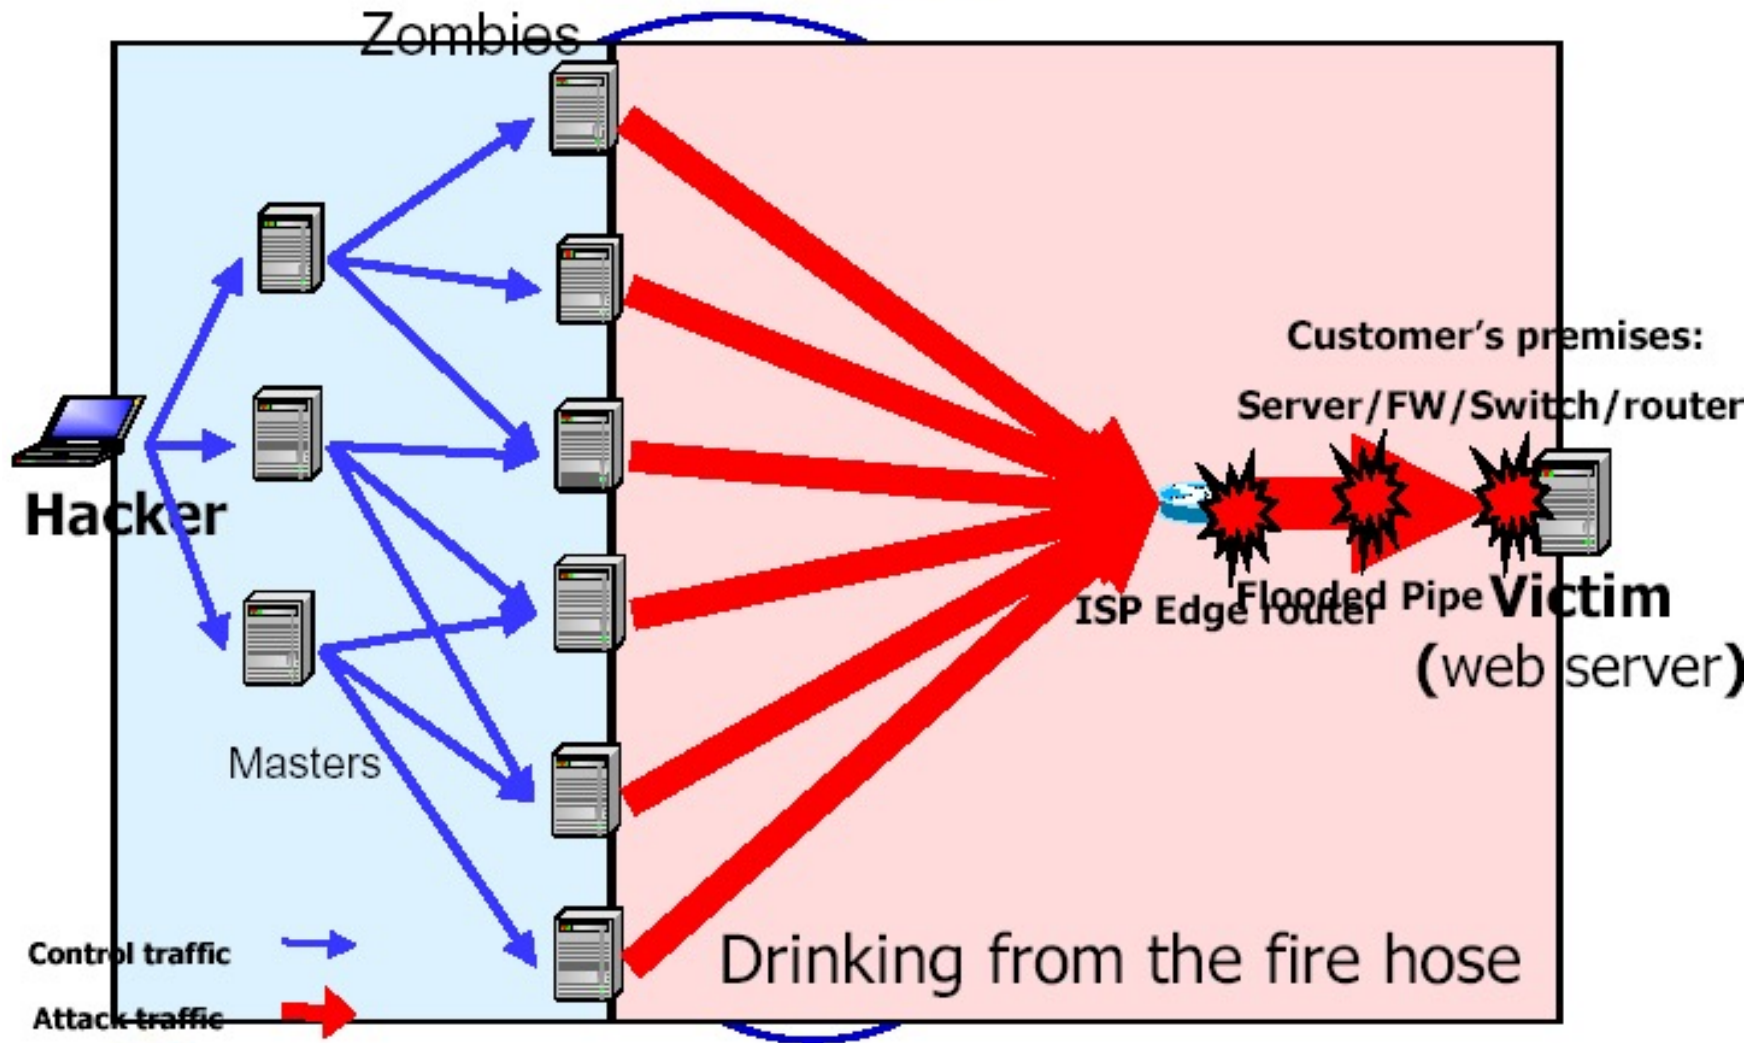 Zombies
Customer’s premises:
Server/FW/Switch/router
Hacker
ISP Edge router
Flooded Pipe
Victim
(web server)
Masters
Control traffic
Attack traffic
Drinking from the fire hose